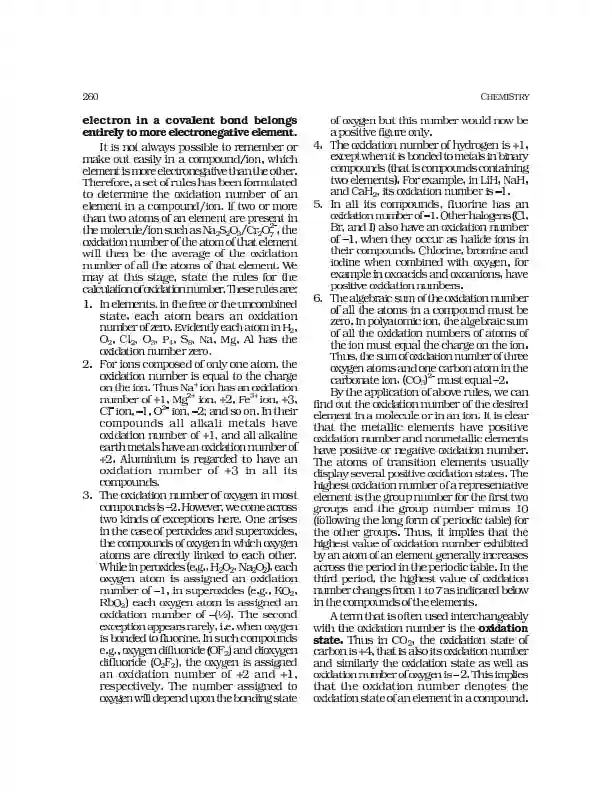 260
CHEMISTRY
electron in a covalent bond belongs
entirely to more electronegative element.
It is not always possible to remember or
make out easily in a compound/ion, which
element is more electronegative than the other.
Therefore, a set of rules has been formulated
to determine the oxidation number of an
element in a compound/ion. If two or more
than two atoms of an element are present in
the molecule/ion such as Na₂S₂O₃/Cr₂O₇²⁻, the
oxidation number of the atom of that element
will then be the average of the oxidation
number of all the atoms of that element. We
may at this stage, state the rules for the
calculation of oxidation number. These rules are:
1. In elements, in the free or the uncombined
state, each atom bears an oxidation
number of zero. Evidently each atom in H₂,
O₂, Cl₂, O₃, P₄, S₈, Na, Mg, Al has the
oxidation number zero.
2. For ions composed of only one atom, the
oxidation number is equal to the charge
on the ion. Thus Na⁺ ion has an oxidation
number of +1, Mg²⁺ ion, +2, Fe³⁺ ion, +3,
Cl⁻ ion, –1, O²⁻ ion, –2; and so on. In their
compounds all alkali metals have
oxidation number of +1, and all alkaline
earth metals have an oxidation number of
+2. Aluminium is regarded to have an
oxidation number of +3 in all its
compounds.
3. The oxidation number of oxygen in most
compounds is –2. However, we come across
two kinds of exceptions here. One arises
in the case of peroxides and superoxides,
the compounds of oxygen in which oxygen
atoms are directly linked to each other.
While in peroxides (e.g., H₂O₂, Na₂O₂), each
oxygen atom is assigned an oxidation
number of –1, in superoxides (e.g., KO₂,
RbO₂) each oxygen atom is assigned an
oxidation number of –(½). The second
exception appears rarely, i.e. when oxygen
is bonded to fluorine. In such compounds
e.g., oxygen difluoride (OF₂) and dioxygen
difluoride (O₂F₂), the oxygen is assigned
an oxidation number of +2 and +1,
respectively. The number assigned to
oxygen will depend upon the bonding state
of oxygen but this number would now be
a positive figure only.
4. The oxidation number of hydrogen is +1,
except when it is bonded to metals in binary
compounds (that is compounds containing
two elements). For example, in LiH, NaH,
and CaH₂, its oxidation number is –1.
5. In all its compounds, fluorine has an
oxidation number of –1. Other halogens (Cl,
Br, and I) also have an oxidation number
of –1, when they occur as halide ions in
their compounds. Chlorine, bromine and
iodine when combined with oxygen, for
example in oxoacids and oxoanions, have
positive oxidation numbers.
6. The algebraic sum of the oxidation number
of all the atoms in a compound must be
zero. In polyatomic ion, the algebraic sum
of all the oxidation numbers of atoms of
the ion must equal the charge on the ion.
Thus, the sum of oxidation number of three
oxygen atoms and one carbon atom in the
carbonate ion, (CO₃)²⁻ must equal –2.
By the application of above rules, we can
find out the oxidation number of the desired
element in a molecule or in an ion. It is clear
that the metallic elements have positive
oxidation number and nonmetallic elements
have positive or negative oxidation number.
The atoms of transition elements usually
display several positive oxidation states. The
highest oxidation number of a representative
element is the group number for the first two
groups and the group number minus 10
(following the long form of periodic table) for
the other groups. Thus, it implies that the
highest value of oxidation number exhibited
by an atom of an element generally increases
across the period in the periodic table. In the
third period, the highest value of oxidation
number changes from 1 to 7 as indicated below
in the compounds of the elements.
A term that is often used interchangeably
with the oxidation number is the oxidation
state. Thus in CO₂, the oxidation state of
carbon is +4, that is also its oxidation number
and similarly the oxidation state as well as
oxidation number of oxygen is – 2. This implies
that the oxidation number denotes the
oxidation state of an element in a compound.